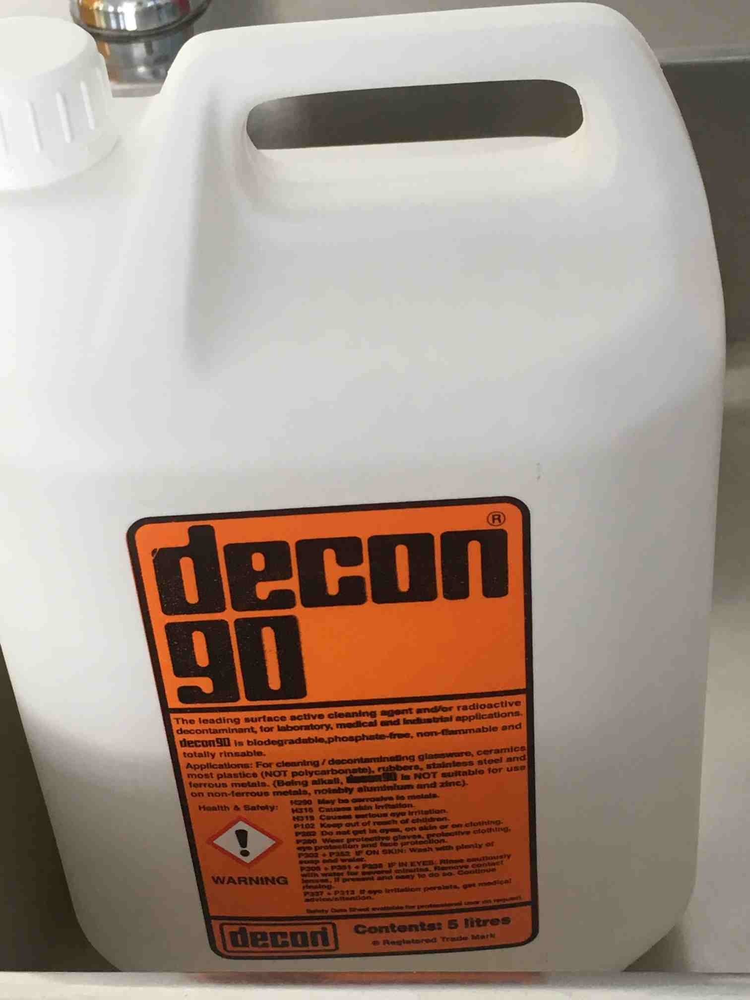 decon ®
90
The leading surface active cleaning agent and/or radioactive
decontaminant, for laboratory, medical and industrial applications.
decon90 is biodegradable,phosphate-free, non-flammable and
totally rinsable.
Applications: For cleaning / decontaminating glassware, ceramics
most plastics (NOT polycarbonate), rubbers, stainless steel and
ferrous metals. (Being alkali, decon90 is NOT suitable for use
on non-ferrous metals, notably aluminium and zinc).
Health & Safety:
H290 May be corrosive to metals.
H315 Causes skin irritation.
H319 Causes serious eye irritation.
P102 Keep out of reach of children.
P262 Do not get in eyes, on skin or on clothing.
P280 Wear protective gloves, protective clothing,
eye protection and face protection.
P302 + P352 IF ON SKIN: Wash with plenty of
soap and water.
P305 + P351 + P338 IF IN EYES: Rinse cautiously
with water for several minutes. Remove contact
lenses, if present and easy to do so. Continue
rinsing.
P337 + P313 If eye irritation persists, get medical
advice/attention.
WARNING
Safety Data Sheet available for professional user on request
decon
Contents: 5 litres
® Registered Trade Mark